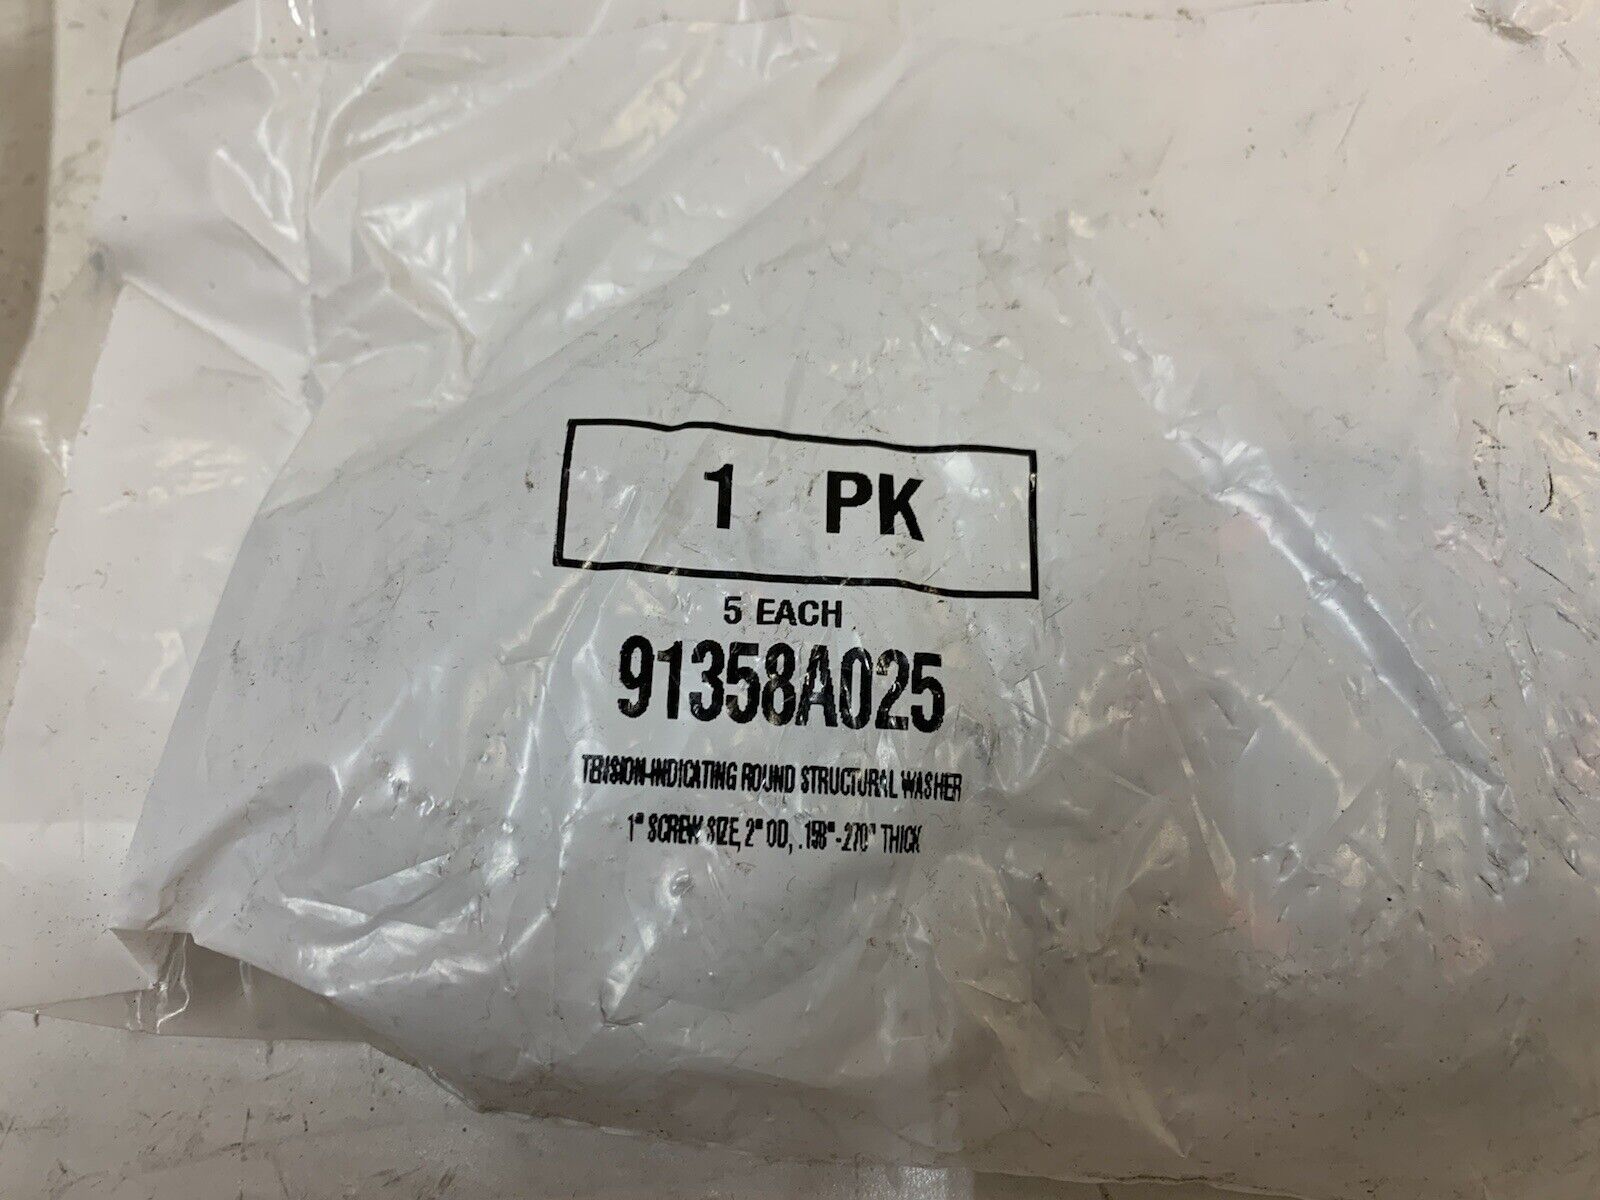 1 PK
5 EACH
91358A025
TENSION-INDICATING ROUND STRUCTURAL WASHER
1" SCREW SIZE, 2" OD, .158"-.270" THICK